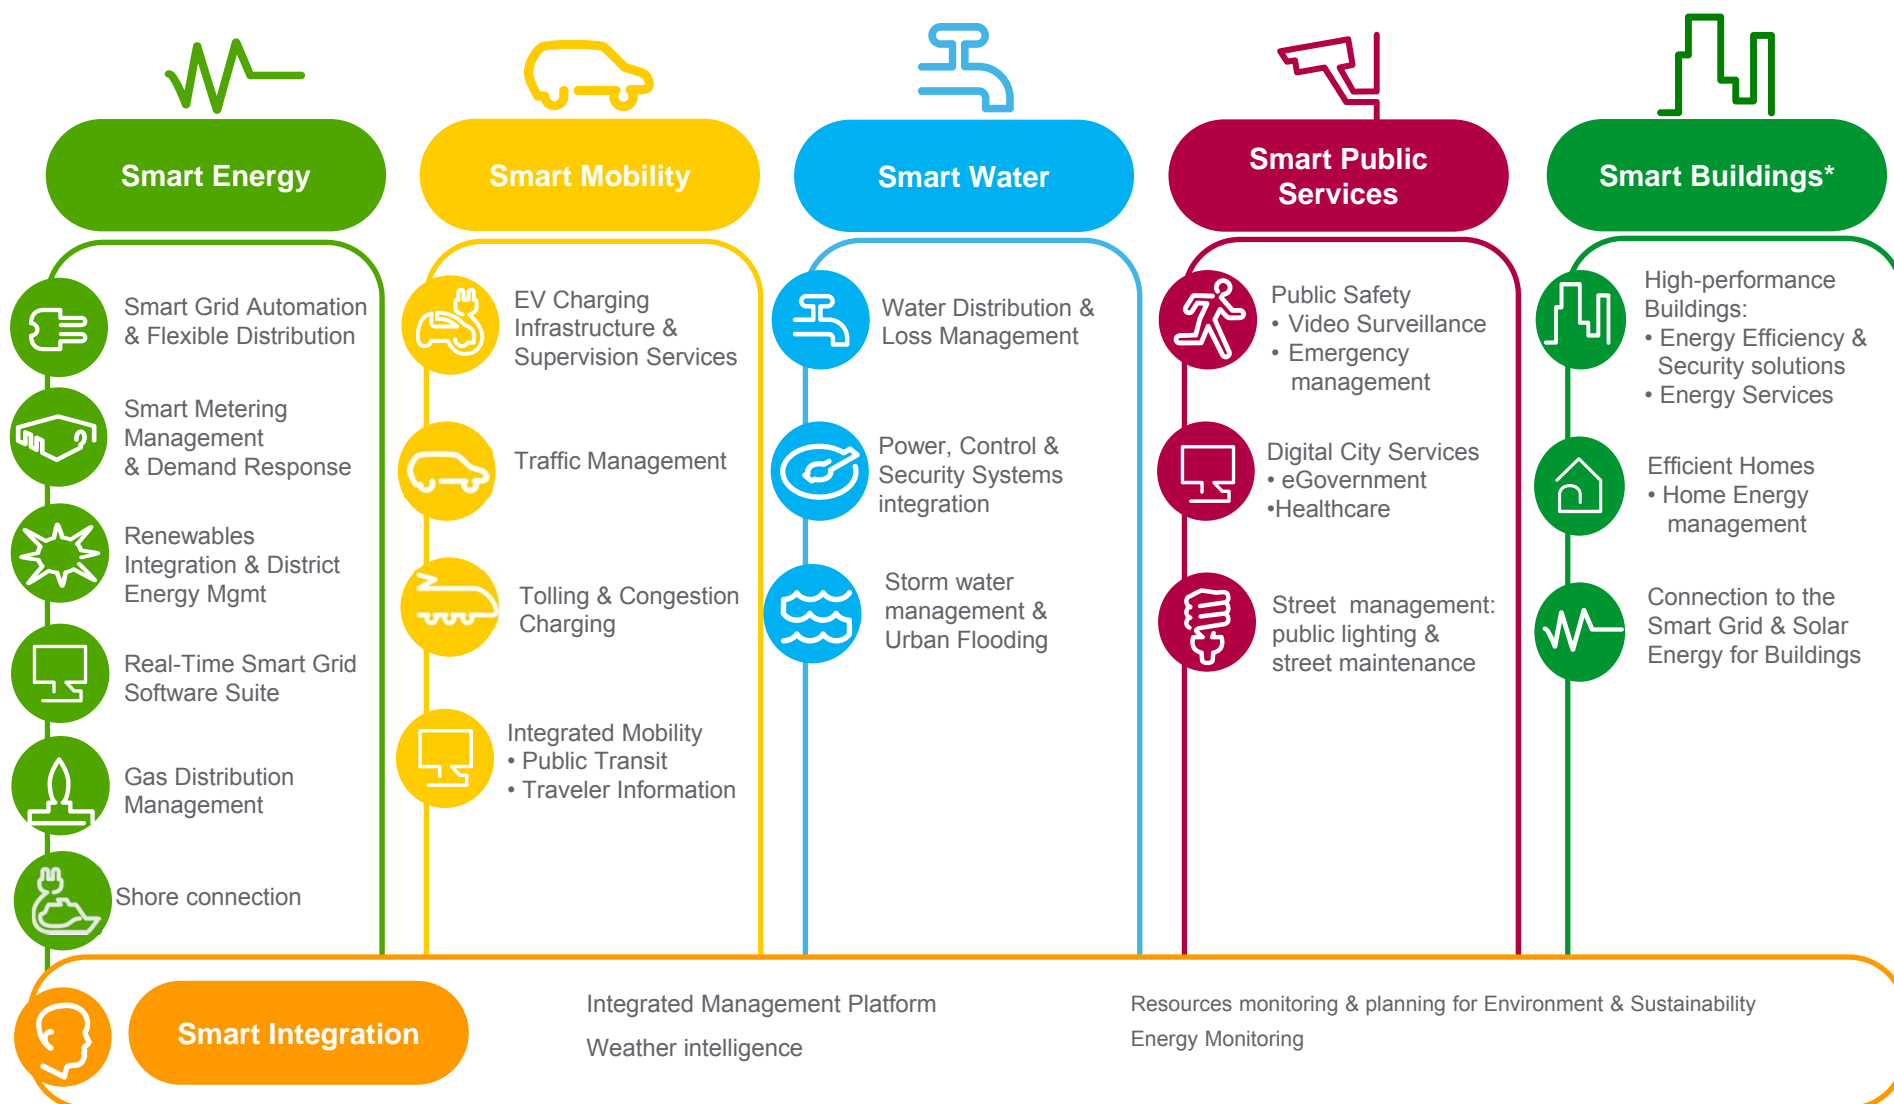 Smart Energy
Smart Grid Automation
& Flexible Distribution
Smart Metering
Management
& Demand Response
Renewables
Integration & District
Energy Mgmt
Real-Time Smart Grid
Software Suite
Gas Distribution
Management
Shore connection
Smart Mobility
EV Charging
Infrastructure &
Supervision Services
Traffic Management
Tolling & Congestion
Charging
Integrated Mobility
• Public Transit
• Traveler Information
Smart Water
Water Distribution &
Loss Management
Power, Control &
Security Systems
integration
Storm water
management &
Urban Flooding
Smart Public
Services
Public Safety
• Video Surveillance
• Emergency
management
Digital City Services
• eGovernment
•Healthcare
Street management:
public lighting &
street maintenance
Smart Buildings*
High-performance
Buildings:
• Energy Efficiency &
Security solutions
• Energy Services
Efficient Homes
• Home Energy
management
Connection to the
Smart Grid & Solar
Energy for Buildings
Smart Integration
Integrated Management Platform
Weather intelligence
Resources monitoring & planning for Environment & Sustainability
Energy Monitoring